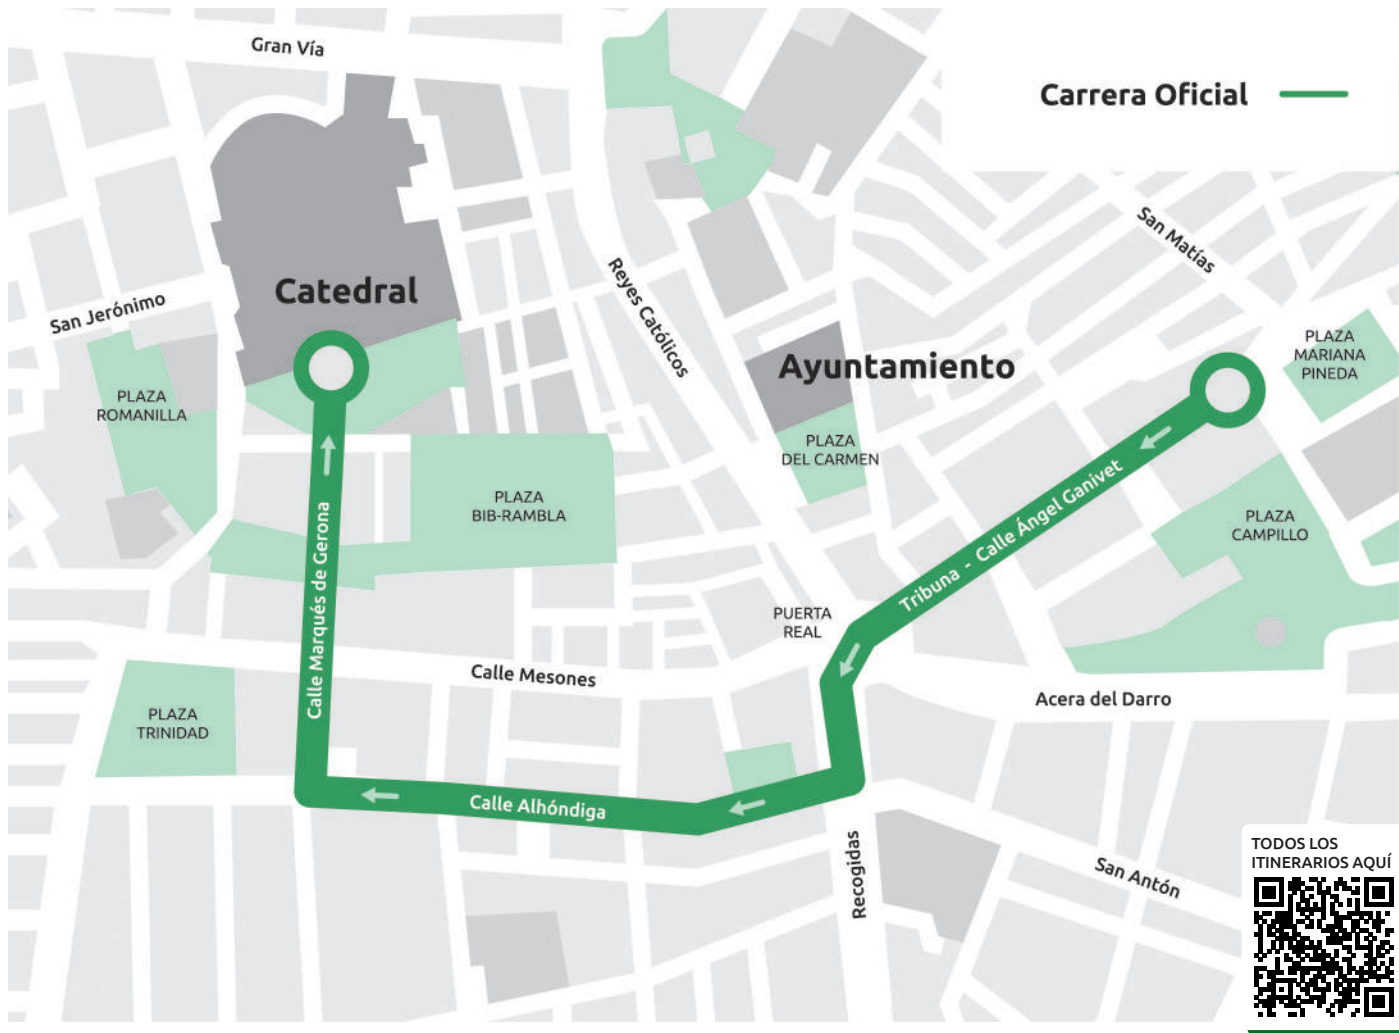 Gran Vía
Carrera Oficial
San Matías
Reyes Católicos
Catedral
San Jerónimo
Ayuntamiento
PLAZA
MARIANA
PINEDA
PLAZA
ROMANILLA
PLAZA
DEL CARMEN
PLAZA
BIB-RAMBLA
Tribuna - Calle Ángel Ganivet
PLAZA
CAMPILLO
Calle Marqués de Gerona
PUERTA
REAL
Calle Mesones
Acera del Darro
PLAZA
TRINIDAD
Calle Alhóndiga
Recogidas
San Antón
TODOS LOS
ITINERARIOS AQUÍ